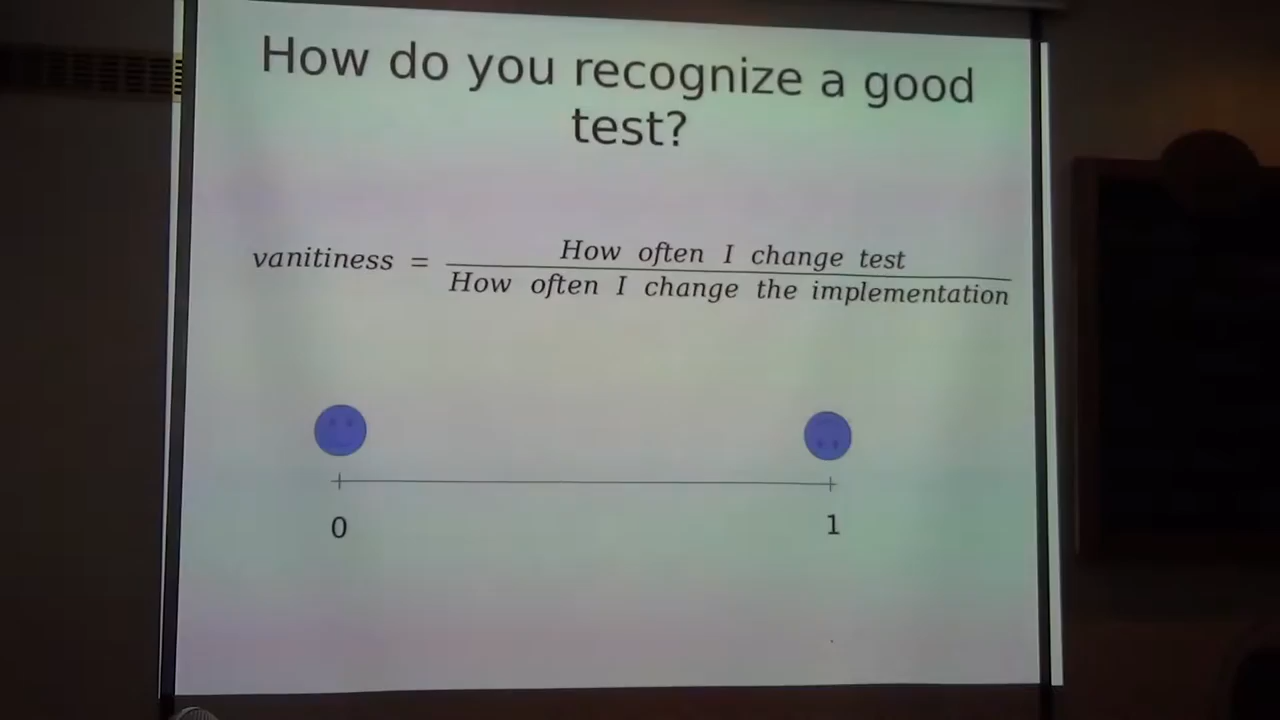 How do you recognize a good
test?
vanitiness = How often I change test
How often I change the implementation
0
1